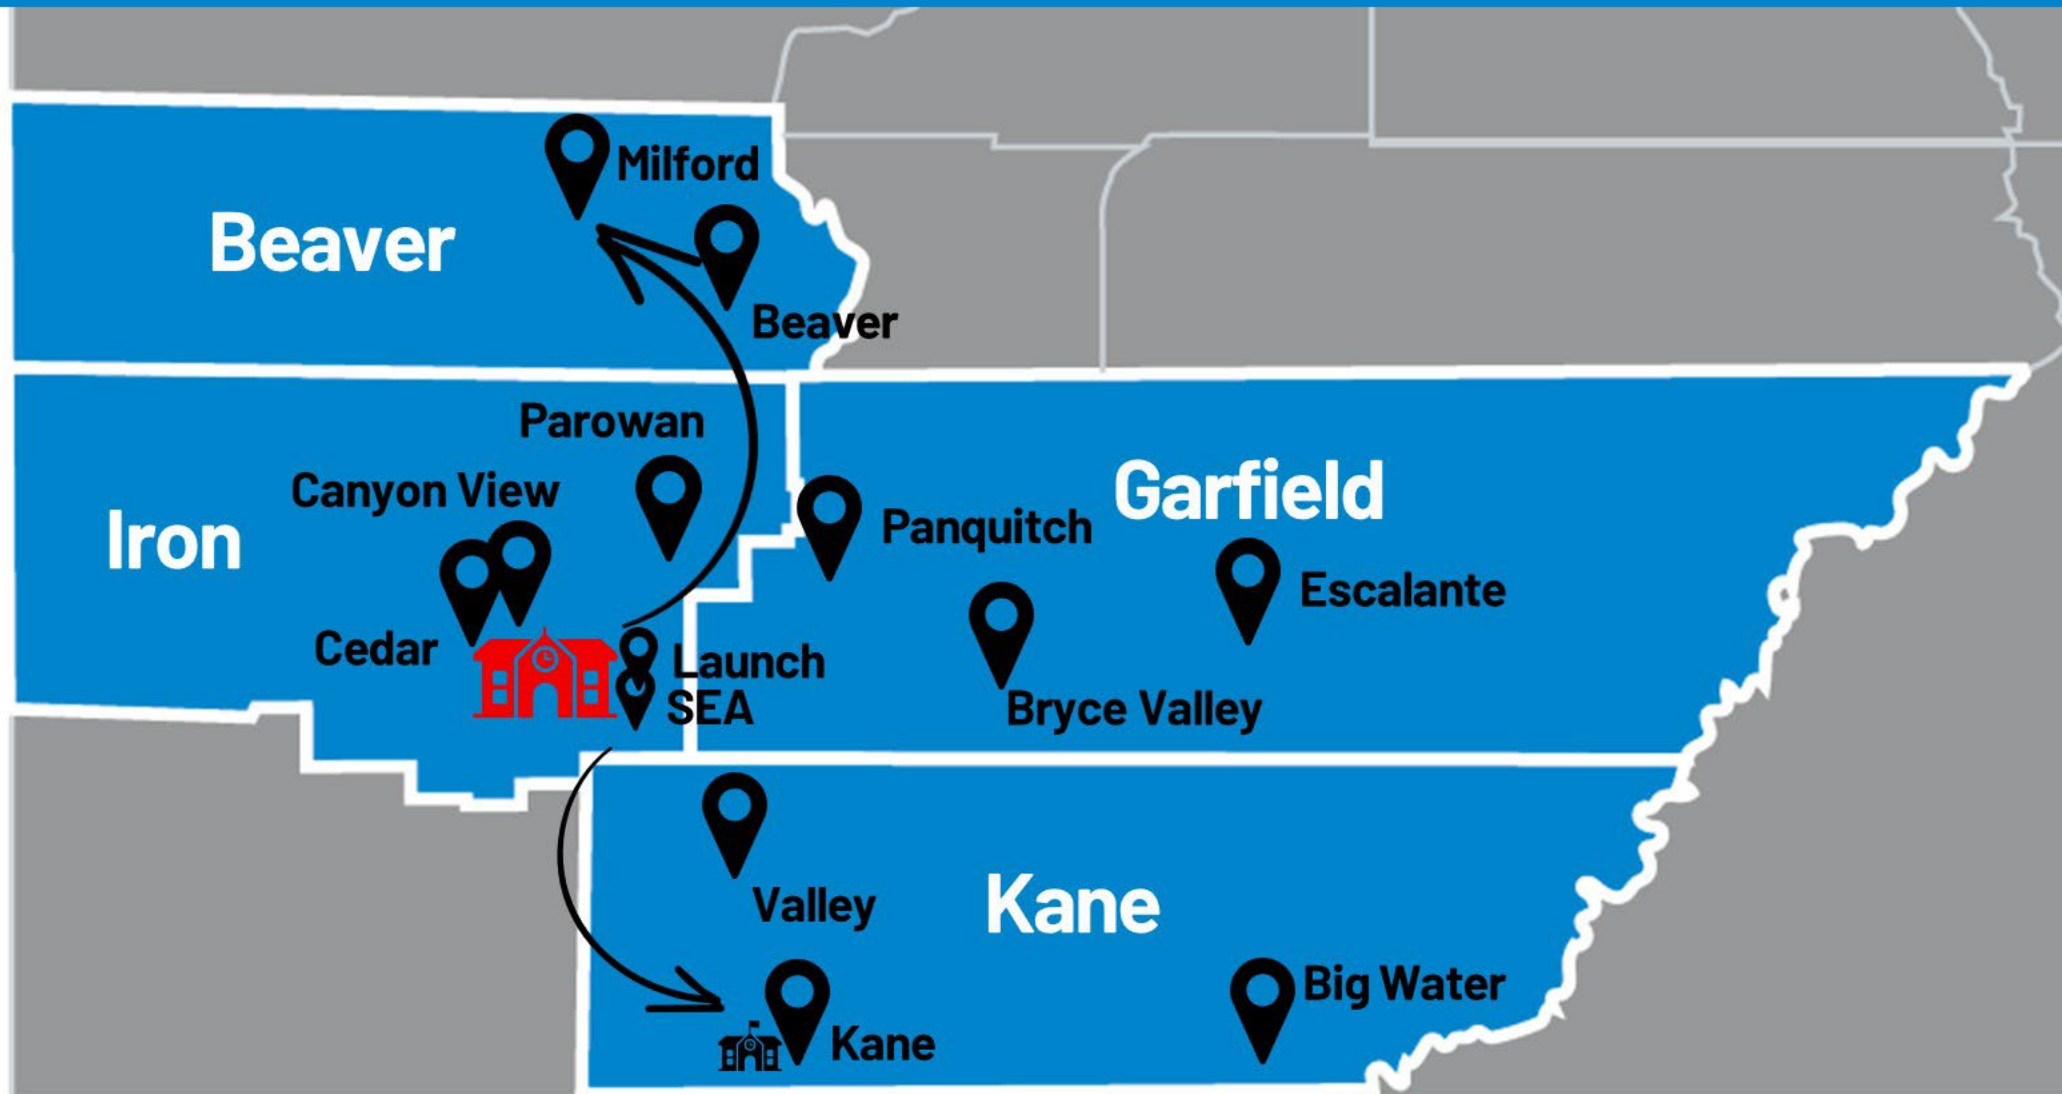 Milford
Beaver
Beaver
Parowan
Canyon View
Iron
Cedar
Launch
SEA
Garfield
Panquitch
Escalante
Bryce Valley
Valley
Kane
Big Water
Kane